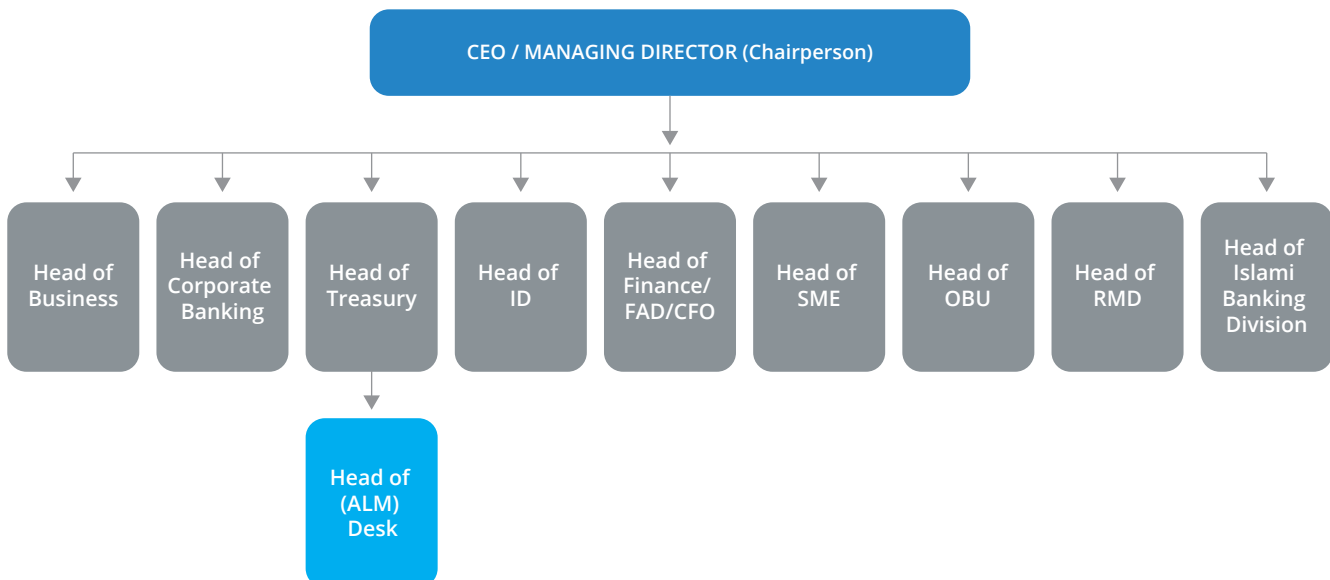 CEO / MANAGING DIRECTOR (Chairperson)
Head of
Business
Head of
Corporate
Banking
Head of
Treasury
Head of
ID
Head of
Finance/
FAD/CFO
Head of
SME
Head of
OBU
Head of
RMD
Head of
Islami
Banking
Division
Head of
(ALM)
Desk